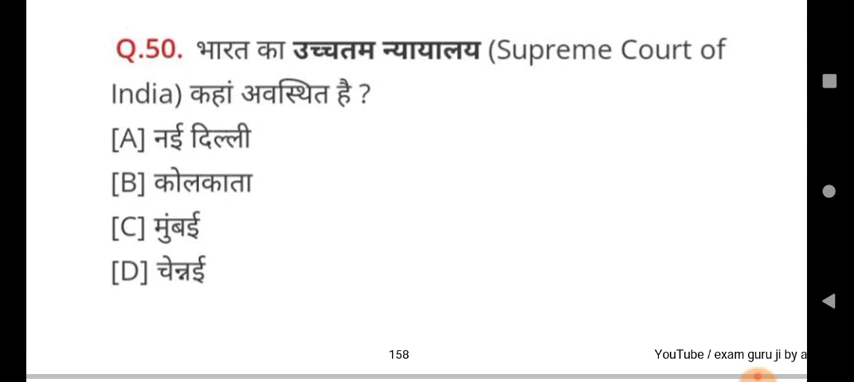 Q.50. भारत का उच्चतम न्यायालय (Supreme Court of
India) कहां अवस्थित है ?
[A] नई दिल्ली
[B] कोलकाता
[C] मुंबई
[D] चेन्नई
158
YouTube / exam guru ji by a